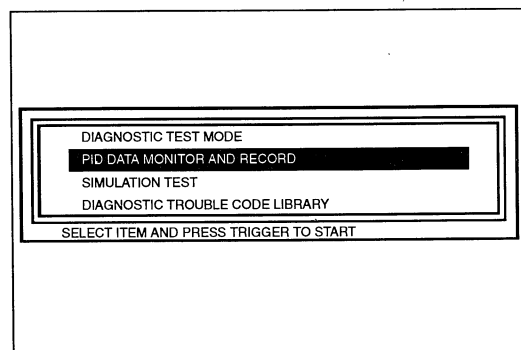 DIAGNOSTIC TEST MODE
PID DATA MONITOR AND RECORD
SIMULATION TEST
DIAGNOSTIC TROUBLE CODE LIBRARY
SELECT ITEM AND PRESS TRIGGER TO START